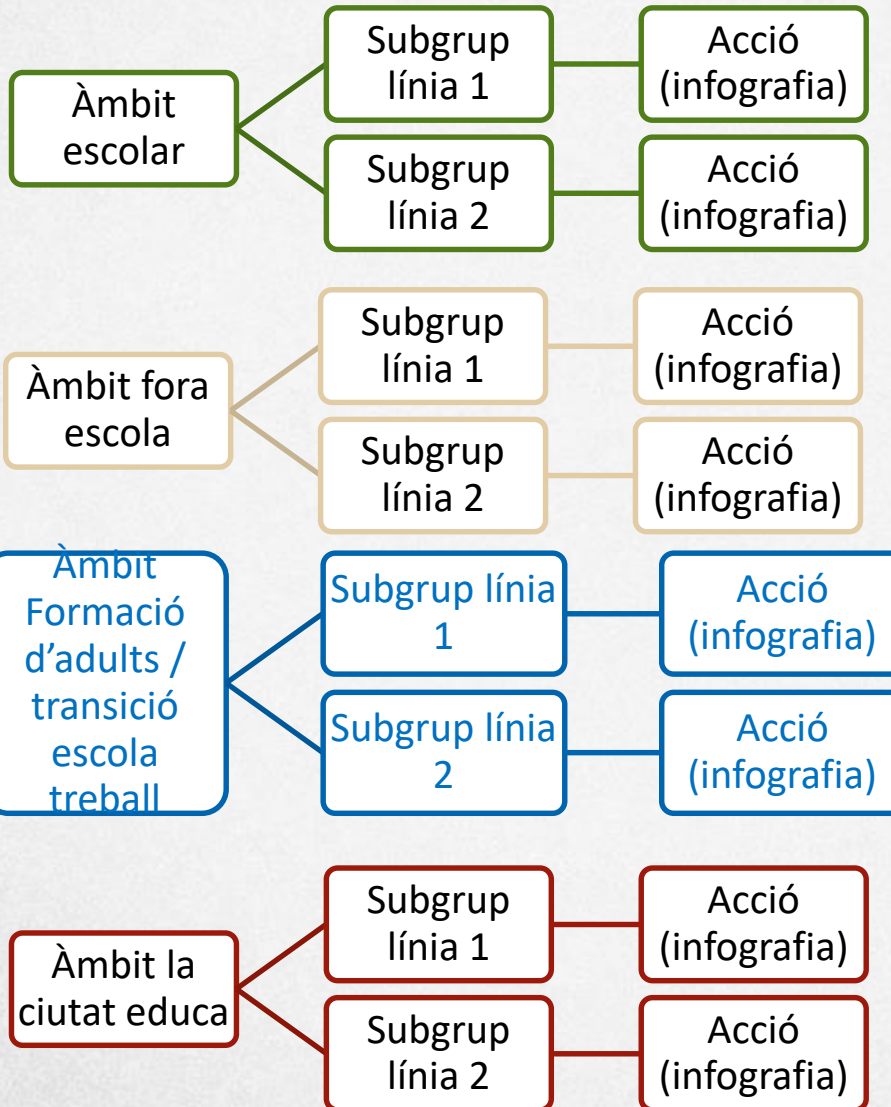 Àmbit
escolar
Subgrup
línia 1
Acció
(infografia)
Subgrup
línia 2
Acció
(infografia)
Àmbit fora
escola
Subgrup
línia 1
Acció
(infografia)
Subgrup
línia 2
Acció
(infografia)
Àmbit
Formació
d’adults /
transició
escola
treball
Subgrup línia
1
Acció
(infografia)
Subgrup línia
2
Acció
(infografia)
Àmbit la
ciutat educa
Subgrup
línia 1
Acció
(infografia)
Subgrup
línia 2
Acció
(infografia)